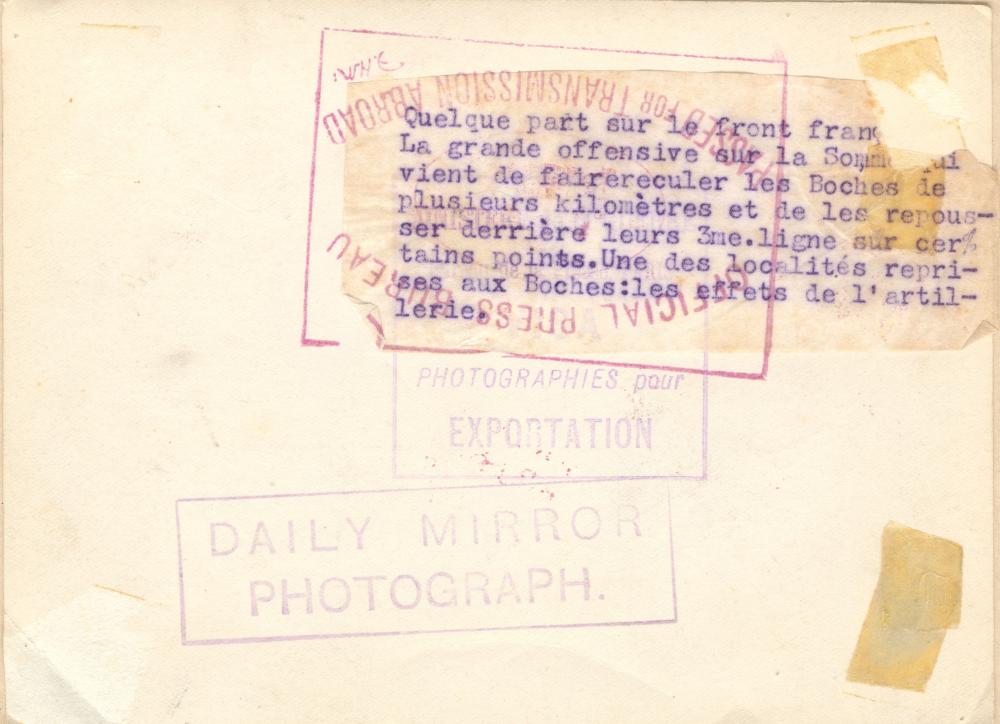 Quelque part sur le front fran
La grande offensive sur la Somme qui
vient de fairereculer les Boches de
plusieurs kilomètres et de les repous-
ser derrière leurs 3me.ligne sur cer
tains points.Une des localités repri-
ses aux Boches:les effets de l'artil-
lerie.
PASSED FOR TRANSMISSION ABROAD
OFFICIAL PRESS BUREAU
PHOTOGRAPHIES pour
EXPORTATION
DAILY MIRROR
PHOTOGRAPH.